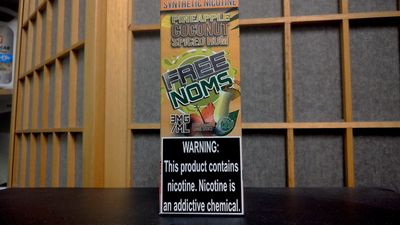 SYNTHETIC NICOTINE
PINEAPPLE
COCONUT
SPICED RUM
FREE
NOMS
3MG
7ML
WARNING:
This product contains
nicotine. Nicotine is
an addictive chemical.